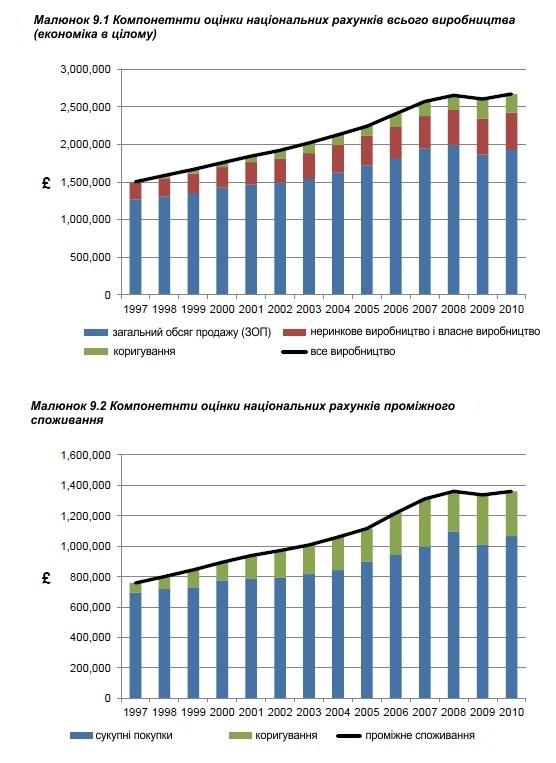 Малюнок 9.1 Компонетнти оцінки національних рахунків всього виробництва
(економіка в цілому)
3,000,000
2,500,000
2,000,000
1,500,000
1,000,000
500,000
0
£
1997 1998 1999 2000 2001 2002 2003 2004 2005 2006 2007 2008 2009 2010
загальний обсяг продажу (ЗОП) неринкове виробництво і власне виробництво
коригування все виробництво
Малюнок 9.2 Компонетнти оцінки національних рахунків проміжного
споживання
1,600,000
1,400,000
1,200,000
1,000,000
800,000
600,000
400,000
200,000
0
£
1997 1998 1999 2000 2001 2002 2003 2004 2005 2006 2007 2008 2009 2010
сукупні покупки коригування проміжне споживання